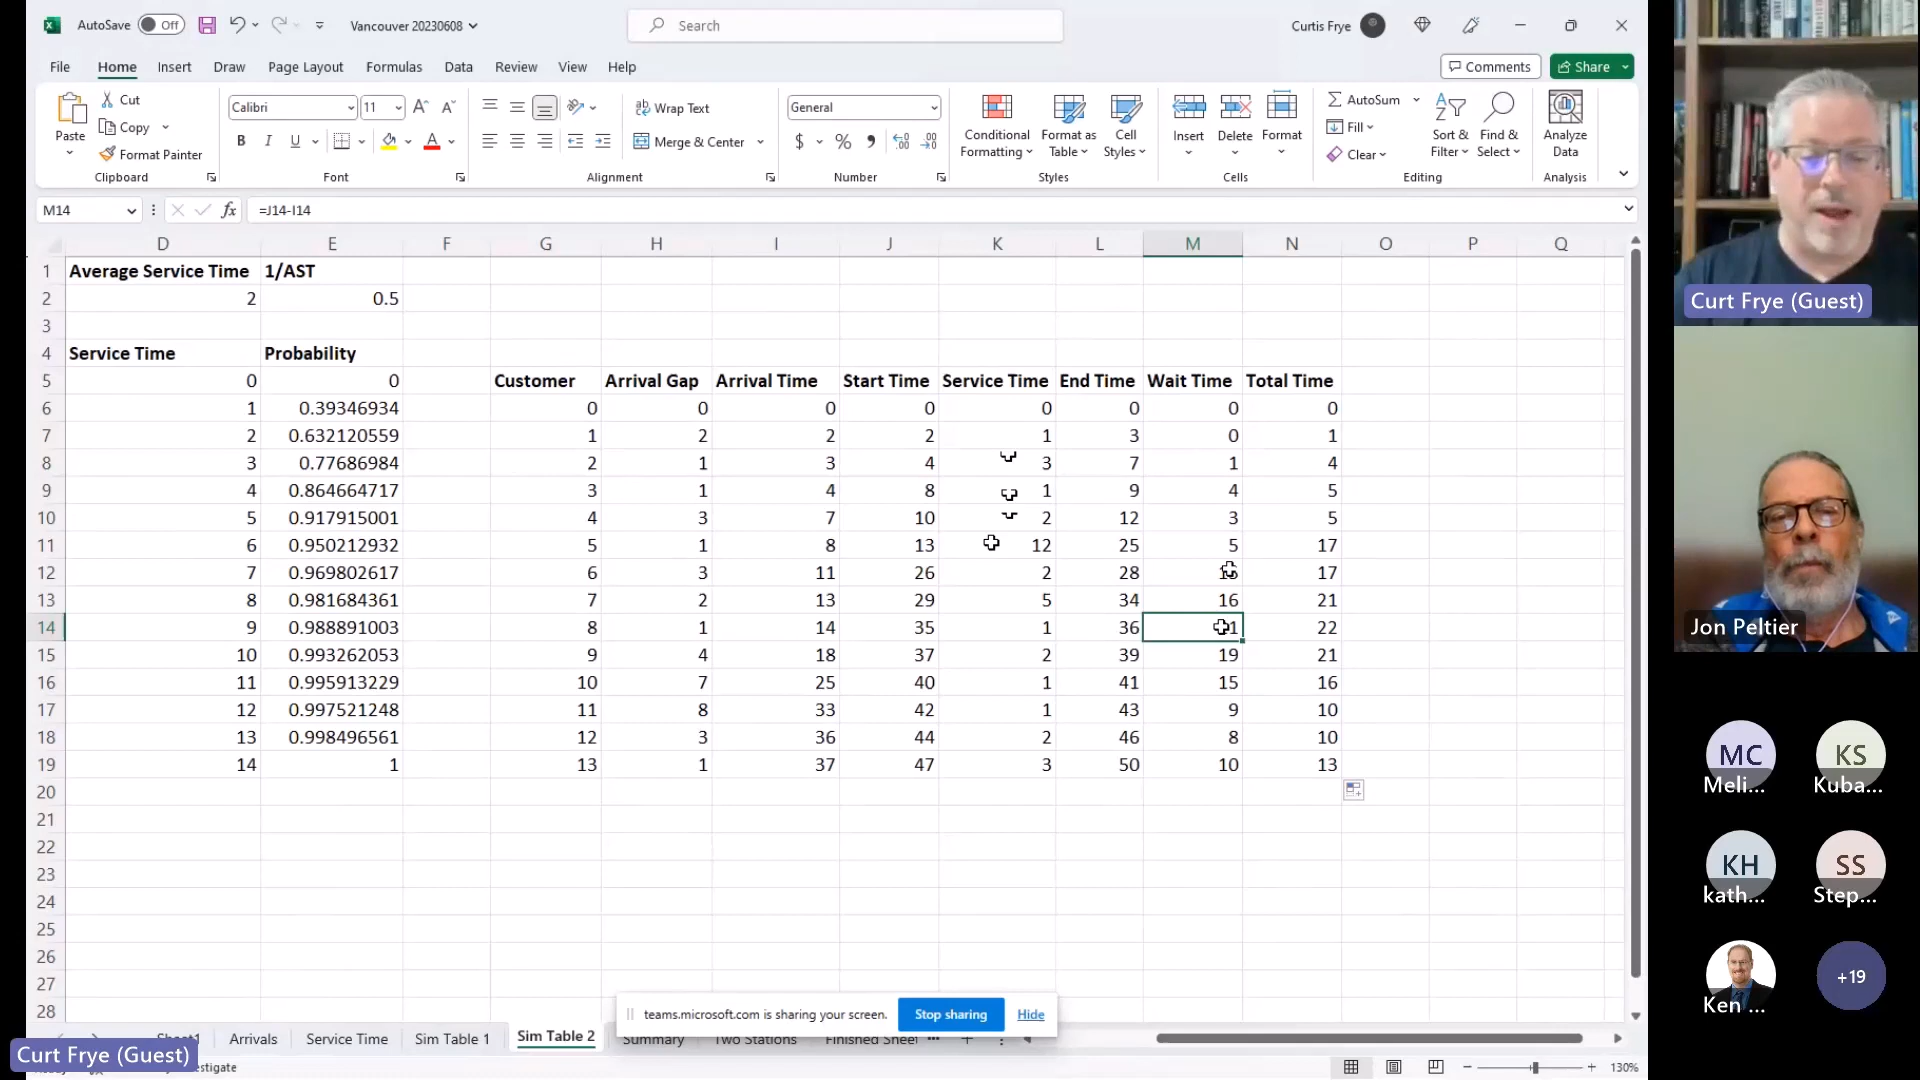 AutoSave Off Vancouver 20230608 Search Curtis Frye
File Home Insert Draw Page Layout Formulas Data Review View Help Comments Share
Paste Cut Copy Format Painter Clipboard
Calibri 11 B I U Font
Wrap Text Merge & Center Alignment
General $ % Number
Conditional Formatting Format as Table Cell Styles Styles
Insert Delete Format Cells
AutoSum Fill Clear Sort & Filter Find & Select Editing
Analyze Data Analysis
M14 fx =J14-I14
D E F G H I J K L M N O P Q
1 Average Service Time 1/AST
2 2 0.5
3
4 Service Time Probability
5 0 0 Customer Arrival Gap Arrival Time Start Time Service Time End Time Wait Time Total Time
6 1 0.39346934 0 0 0 0 0 0 0 0
7 2 0.632120559 1 2 2 2 1 3 0 1
8 3 0.77686984 2 1 3 4 3 7 1 4
9 4 0.864664717 3 1 4 8 1 9 4 5
10 5 0.917915001 4 3 7 10 2 12 3 5
11 6 0.950212932 5 1 8 13 12 25 5 17
12 7 0.969802617 6 3 11 26 2 28 17
13 8 0.981684361 7 2 13 29 5 34 16 21
14 9 0.988891003 8 1 14 35 1 36 22
15 10 0.993262053 9 4 18 37 2 39 19 21
16 11 0.995913229 10 7 25 40 1 41 15 16
17 12 0.997521248 11 8 33 42 1 43 9 10
18 13 0.998496561 12 3 36 44 2 46 8 10
19 14 1 13 1 37 47 3 50 10 13
20
21
22
23
24
25
26
27
28
teams.microsoft.com is sharing your screen. Stop sharing Hide
Sheet1 Arrivals Service Time Sim Table 1 Sim Table 2 Summary Two Stations Finished Sheet
130%
Curt Frye (Guest)
Curt Frye (Guest)
Jon Peltier
MC KS
Meli... Kuba...
KH SS
kath... Step...
+19
Ken ...